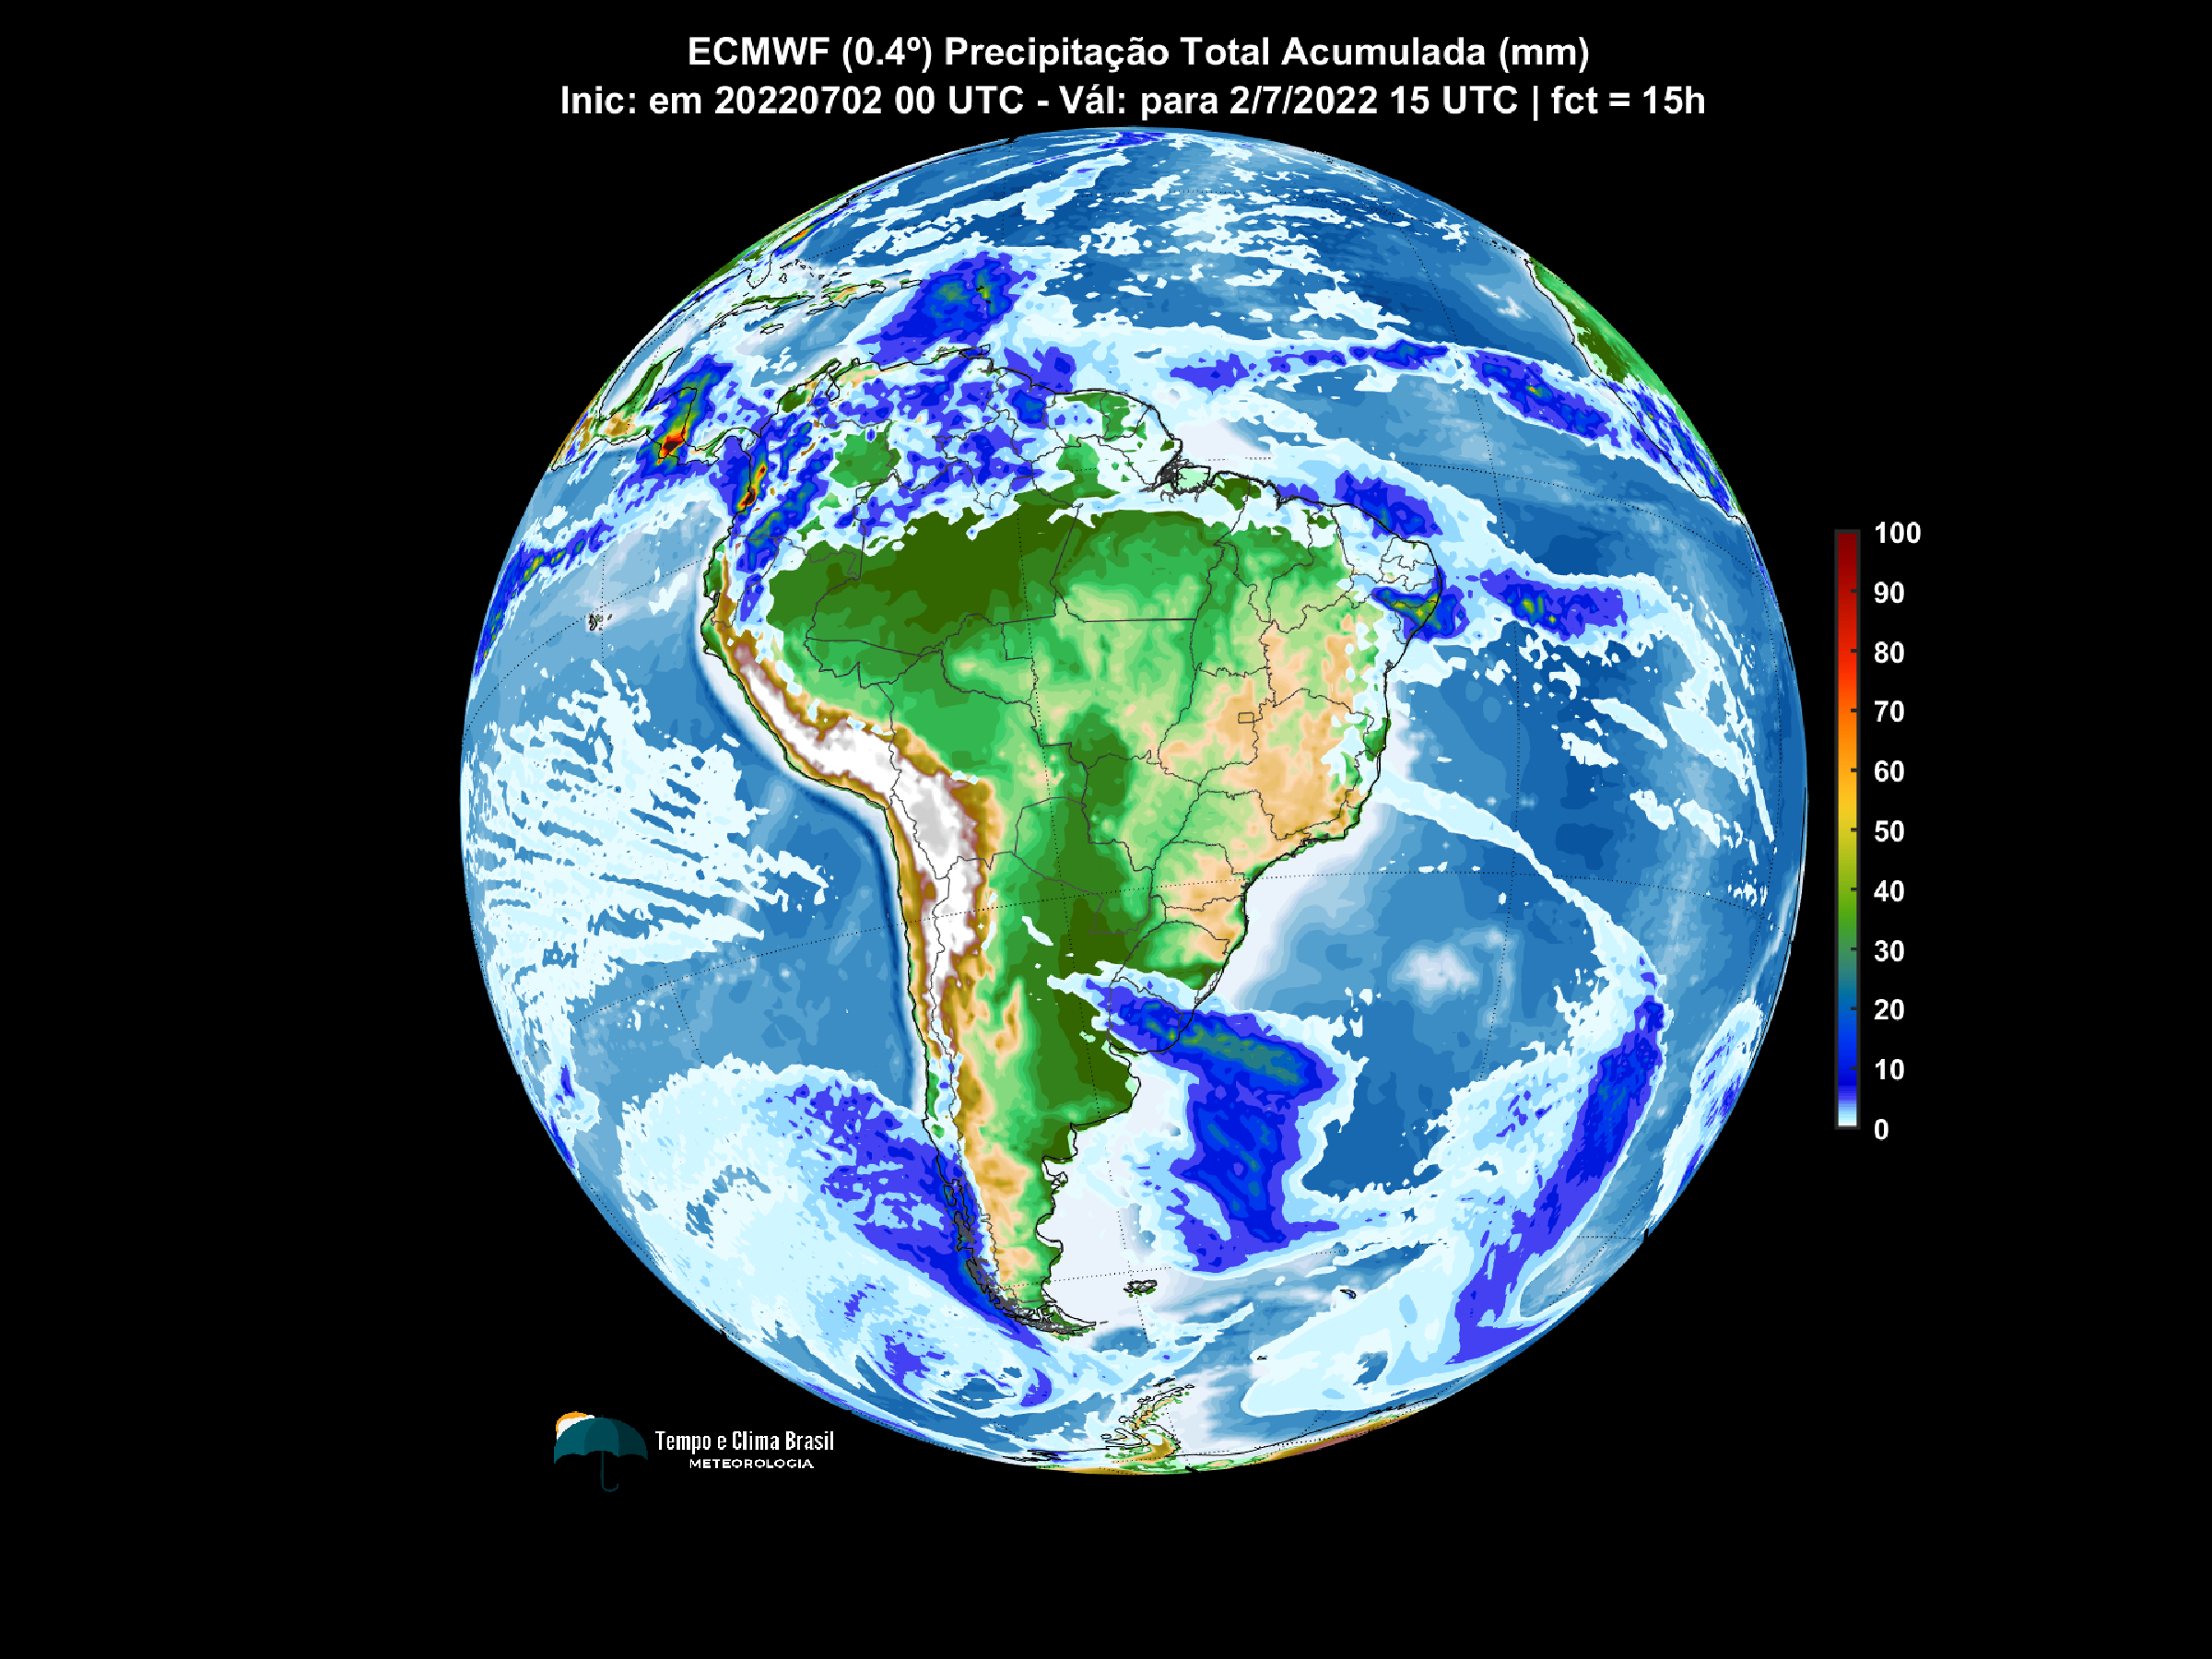 ECMWF (0.4º) Precipitação Total Acumulada (mm)
Inic: em 20220702 00 UTC - Vál: para 2/7/2022 15 UTC | fct = 15h
100
90
80
70
60
50
40
30
20
10
0
Tempo e Clima Brasil
METEOROLOGIA